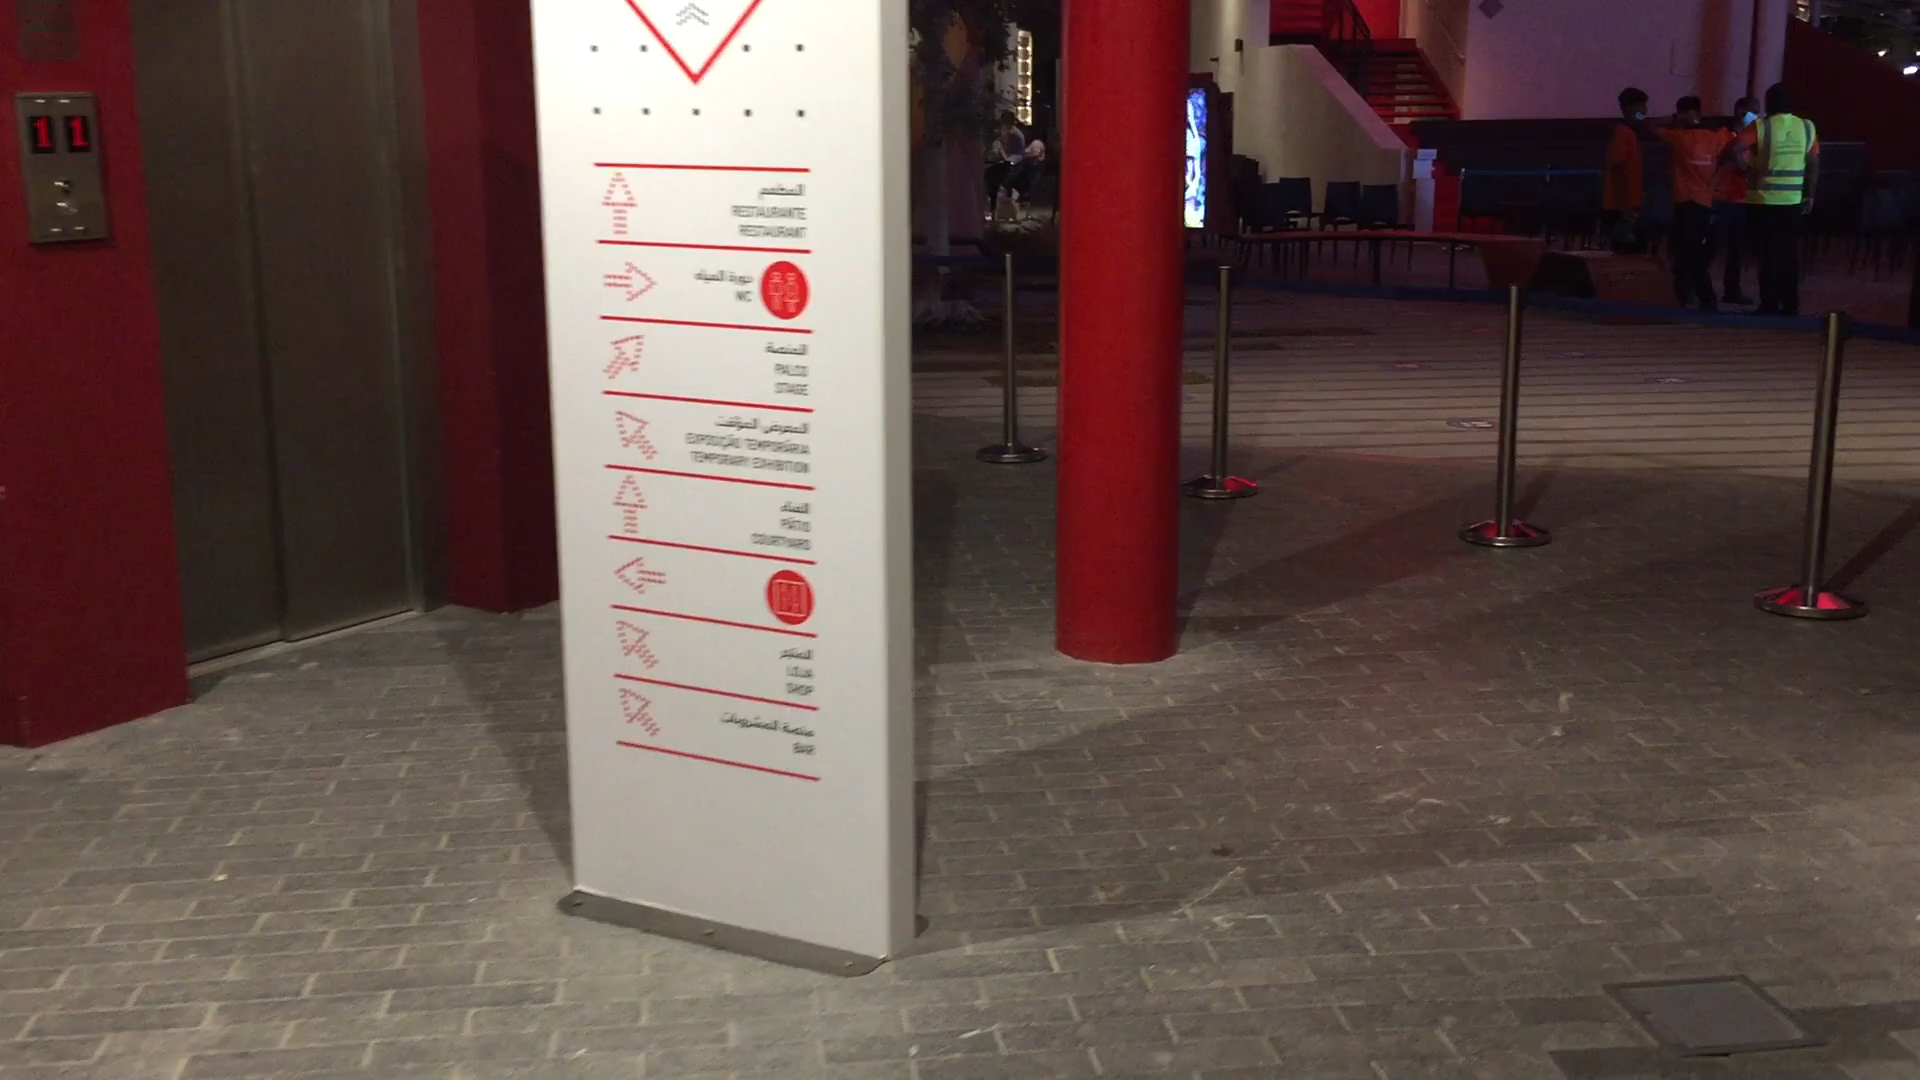 11
المطعم
RESTAURANTE
RESTAURANT
دورة المياه
WC
المنصة
PALCO
STAGE
المعرض المؤقت
EXPOSIÇÃO TEMPORÁRIA
TEMPORARY EXHIBITION
الفناء
PÁTIO
COURTYARD
المتجر
LOJA
SHOP
منصة المشروبات
BAR